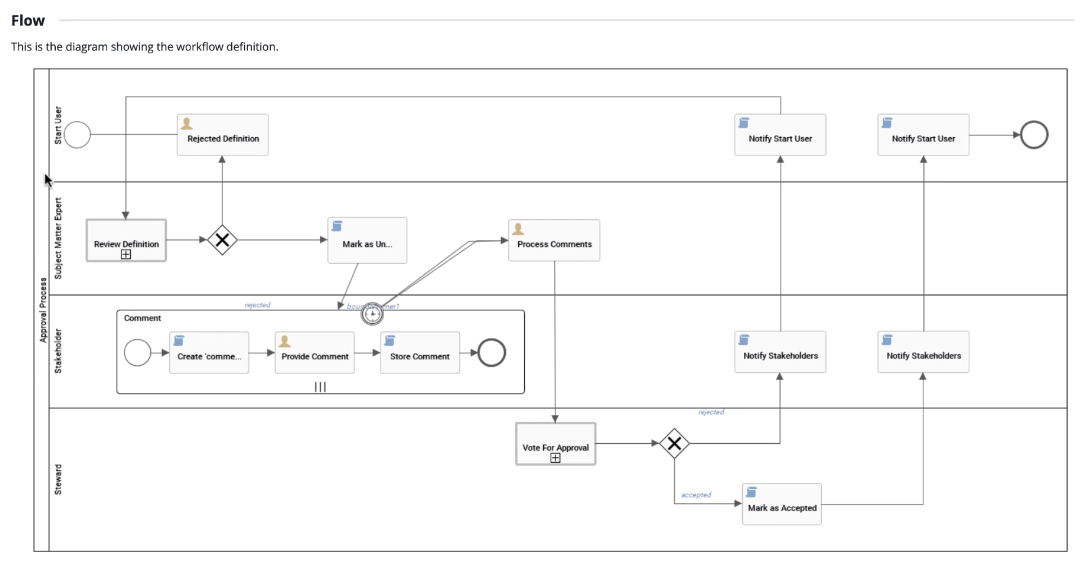 Flow
This is the diagram showing the workflow definition.
Approval Process
Start User
Rejected Definition
Notify Start User
Notify Start User
Subject Matter Expert
Review Definition
Mark as Un...
Process Comments
rejected
Stakeholder
Comment
Create 'comme...
Provide Comment
Store Comment
Notify Stakeholders
Notify Stakeholders
Steward
rejected
Vote For Approval
accepted
Mark as Accepted